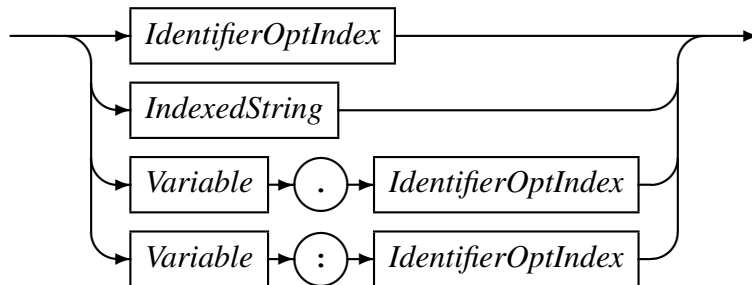 IdentifierOptIndex
IndexedString
Variable . IdentifierOptIndex
Variable : IdentifierOptIndex